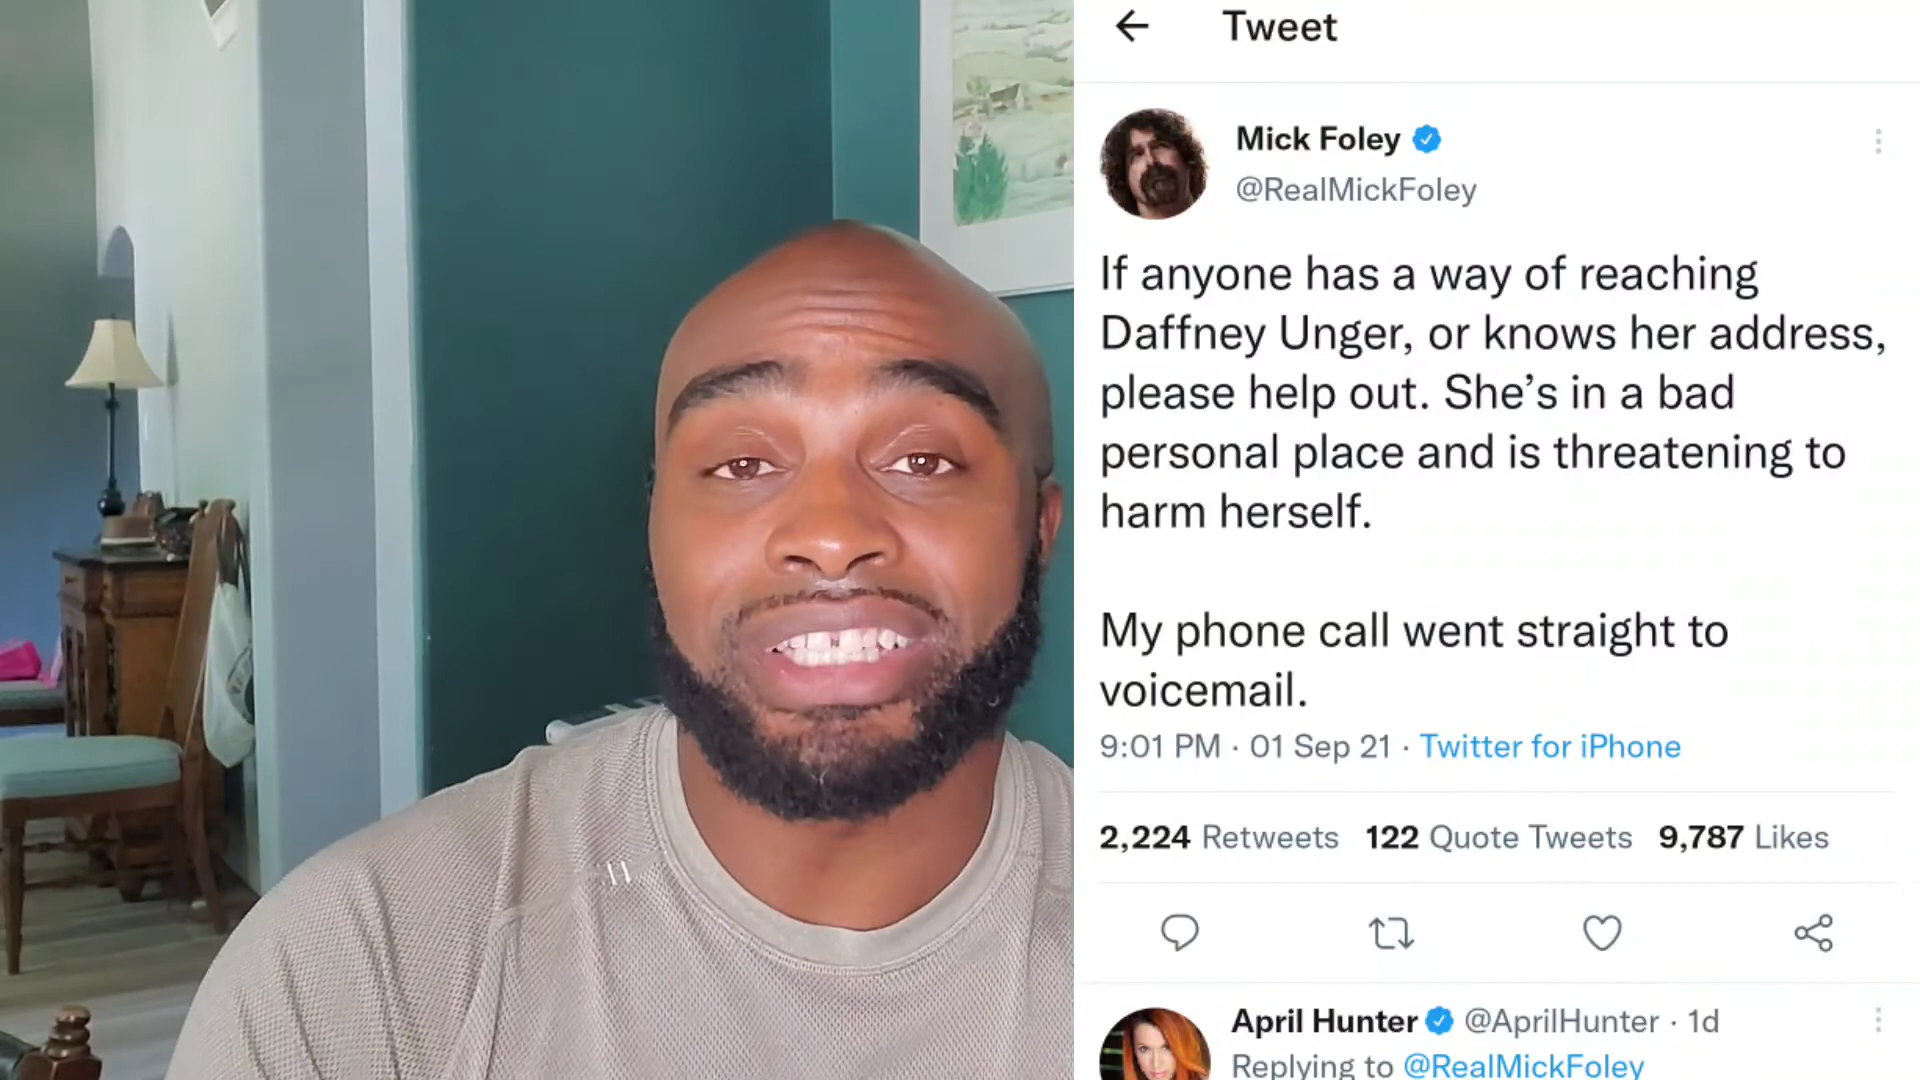 Tweet
Mick Foley
@RealMickFoley
If anyone has a way of reaching
Daffney Unger, or knows her address,
please help out. She’s in a bad
personal place and is threatening to
harm herself.
My phone call went straight to
voicemail.
9:01 PM · 01 Sep 21 · Twitter for iPhone
2,224 Retweets 122 Quote Tweets 9,787 Likes
April Hunter @AprilHunter · 1d
Replying to @RealMickFoley